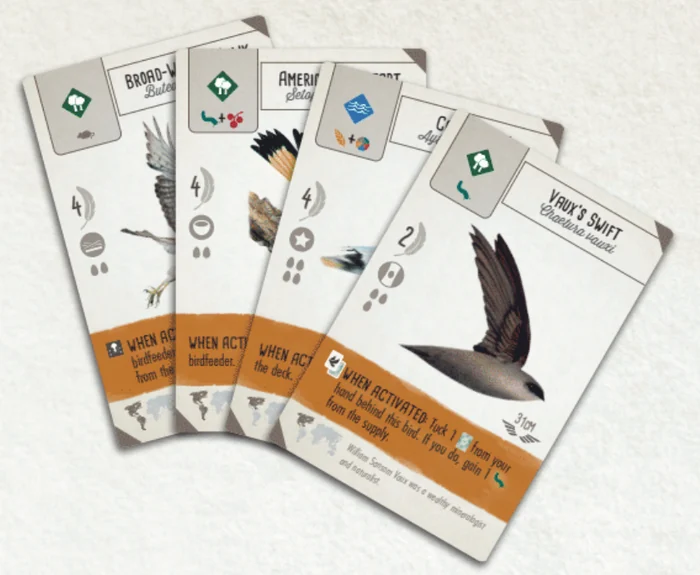 BROAD-W
Buteo
4
WHEN AC
birdfeeder
from the
AMERI
Setop
4
WHEN ACTI
birdfeeder.
4
WHEN ACT
the deck.
VAUX'S SWIFT
Chaetura vauxi
2
31CM
WHEN ACTIVATED: Tuck 1 from your
hand behind this bird. If you do, gain 1
from the supply.
William Sansom Vaux was a wealthy mineralogist
and naturalist.